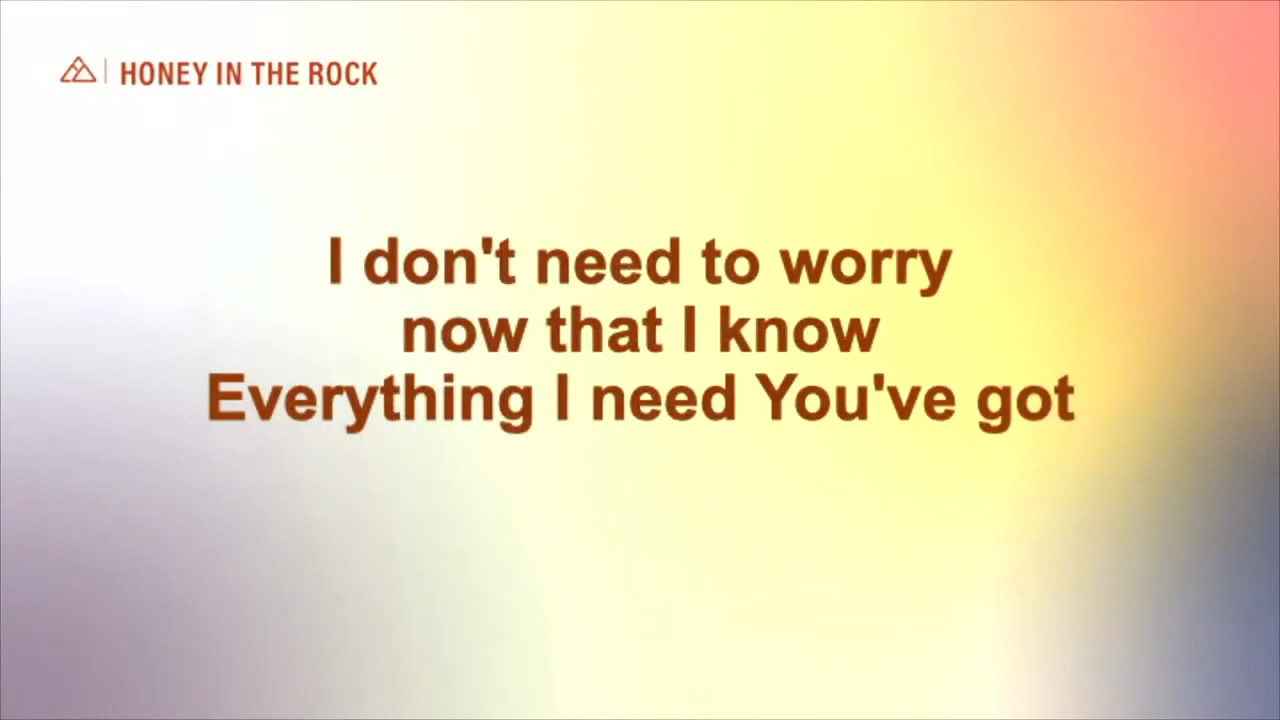 HONEY IN THE ROCK
I don't need to worry
now that I know
Everything I need You've got